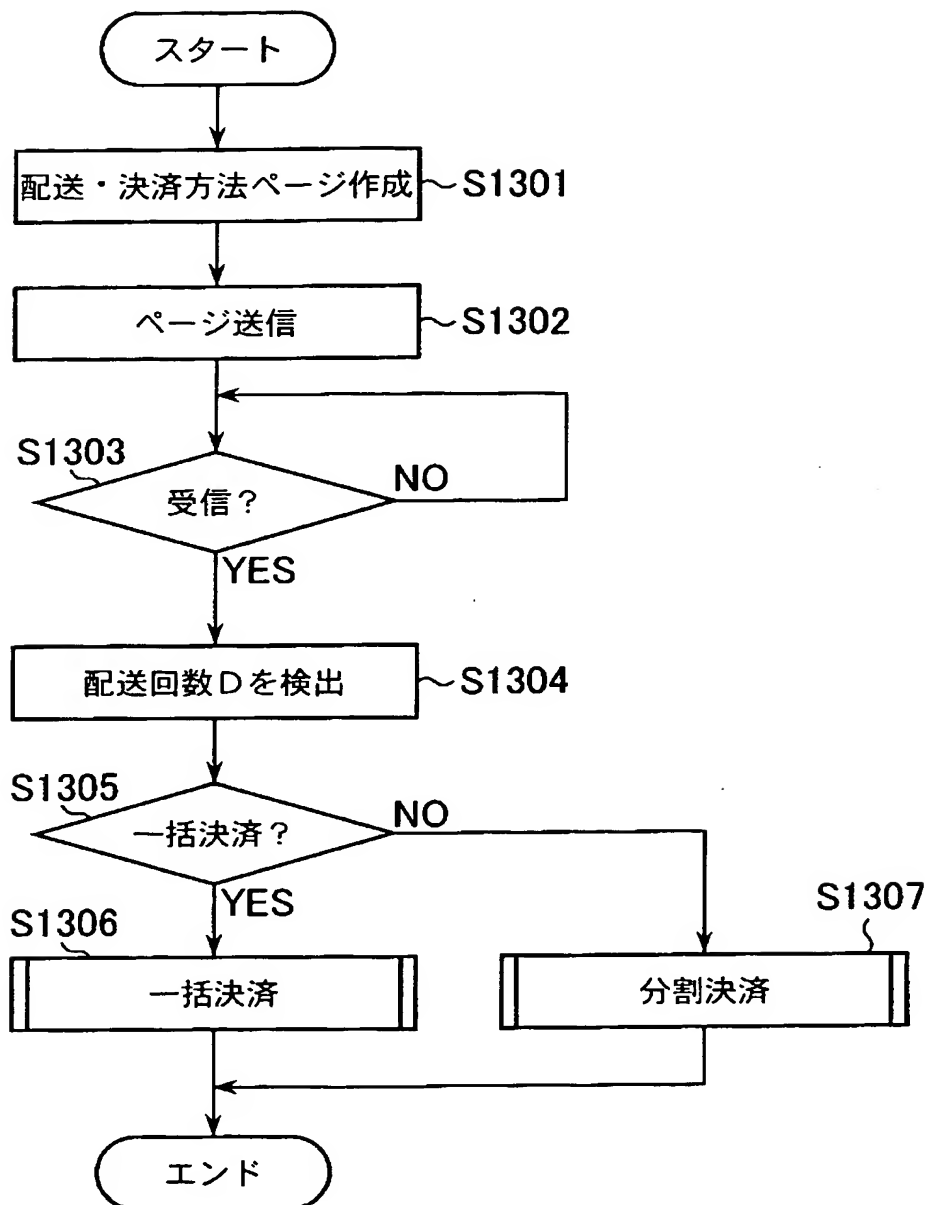 スタート
配送・決済方法ページ作成
S1301
ページ送信
S1302
S1303
受信?
NO
YES
配送回数Dを検出
S1304
S1305
一括決済?
NO
YES
S1306
一括決済
S1307
分割決済
エンド